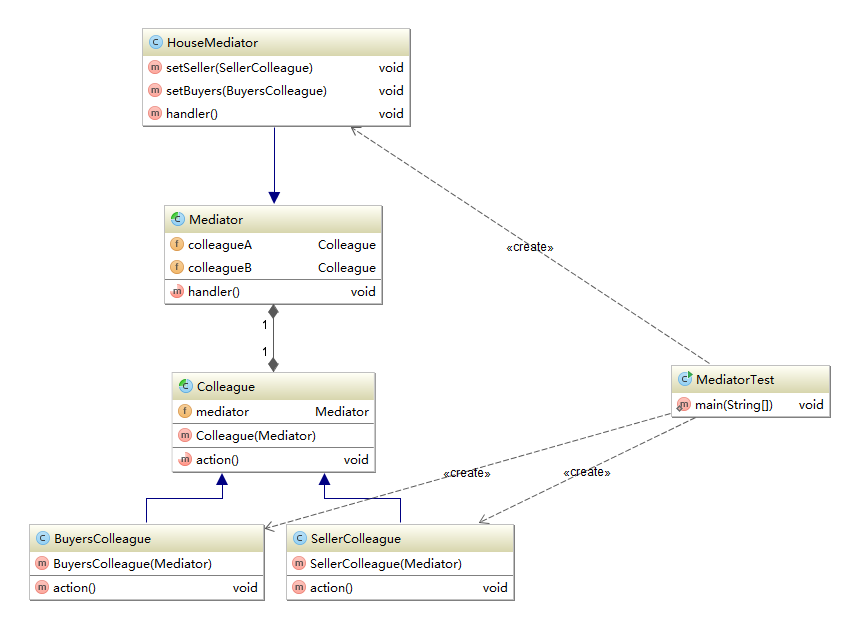 HouseMediator
setSeller(SellerColleague) void
setBuyers(BuyersColleague) void
handler() void
Mediator
colleagueA Colleague
colleagueB Colleague
handler() void
1
1
Colleague
mediator Mediator
Colleague(Mediator)
action() void
«create»
MediatorTest
main(String[]) void
«create»
«create»
BuyersColleague
BuyersColleague(Mediator)
action() void
SellerColleague
SellerColleague(Mediator)
action() void